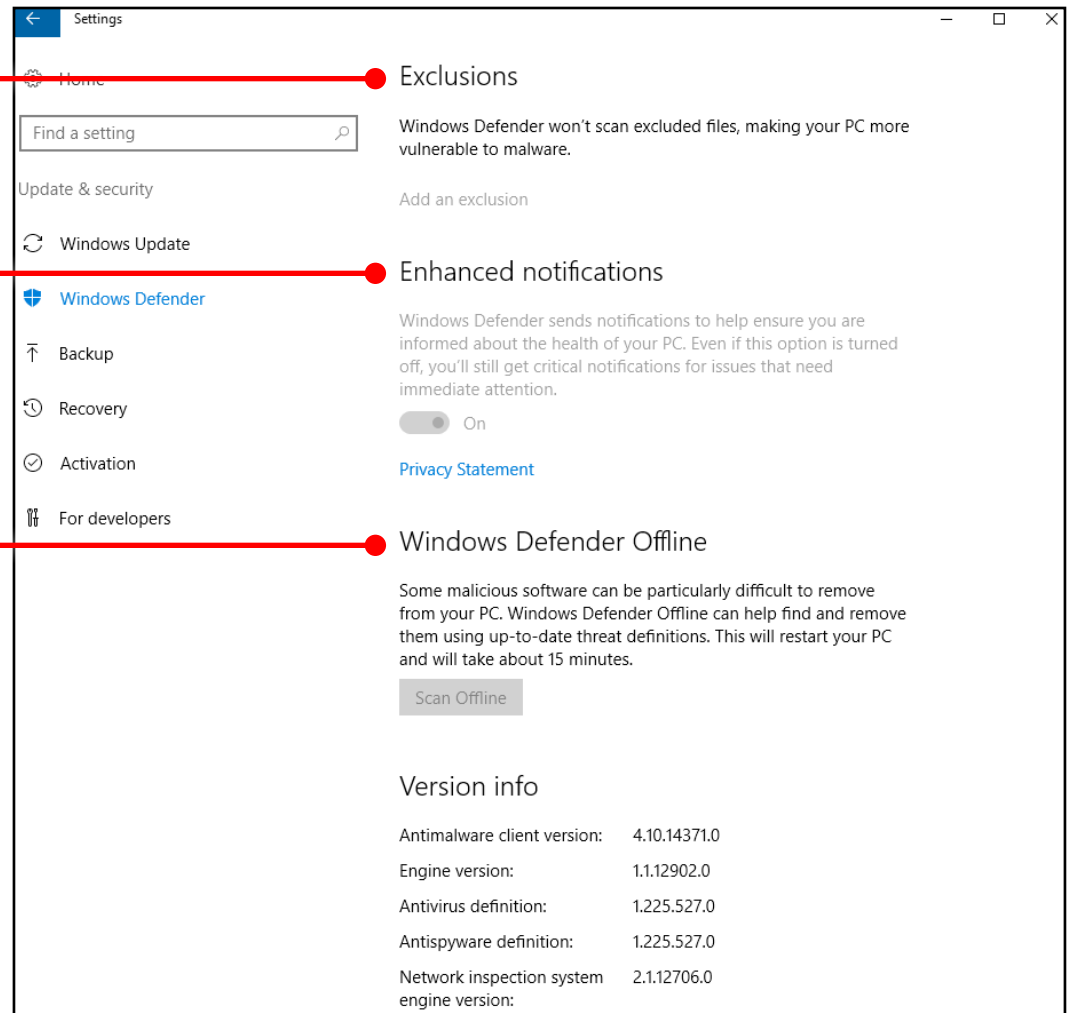 Settings
Home
Find a setting
Update & security
Windows Update
Windows Defender
Backup
Recovery
Activation
For developers
Exclusions
Windows Defender won't scan excluded files, making your PC more
vulnerable to malware.
Add an exclusion
Enhanced notifications
Windows Defender sends notifications to help ensure you are
informed about the health of your PC. Even if this option is turned
off, you'll still get critical notifications for issues that need
immediate attention.
On
Privacy Statement
Windows Defender Offline
Some malicious software can be particularly difficult to remove
from your PC. Windows Defender Offline can help find and remove
them using up-to-date threat definitions. This will restart your PC
and will take about 15 minutes.
Scan Offline
Version info
Antimalware client version: 4.10.14371.0
Engine version: 1.1.12902.0
Antivirus definition: 1.225.527.0
Antispyware definition: 1.225.527.0
Network inspection system 2.1.12706.0
engine version: